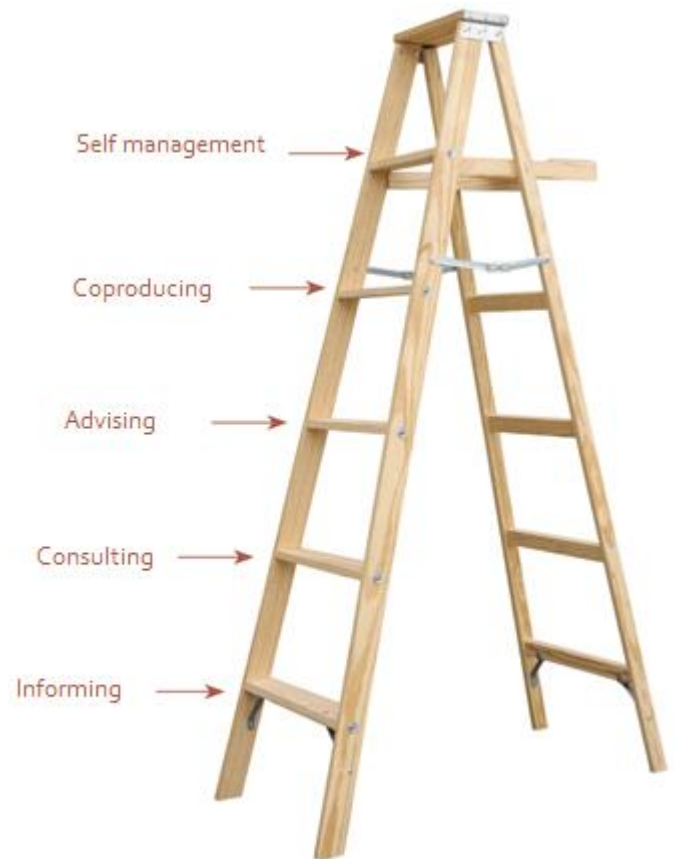 Self management
Coproducing
Advising
Consulting
Informing